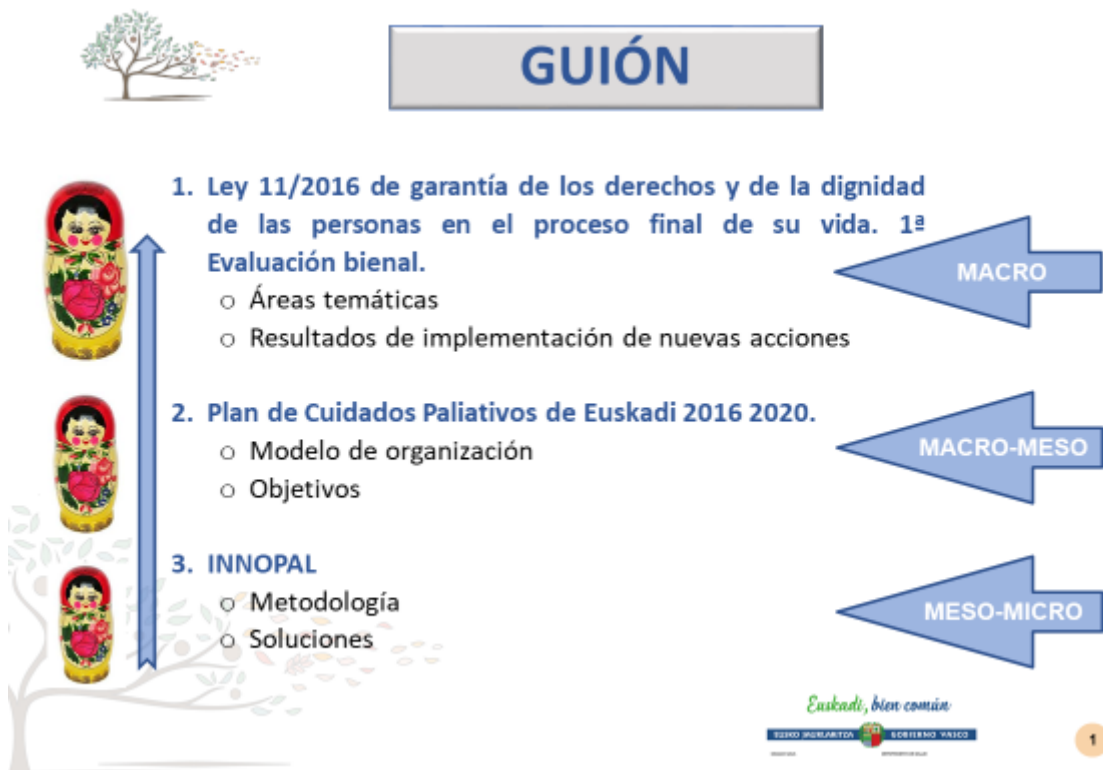 GUIÓN
1. Ley 11/2016 de garantía de los derechos y de la dignidad
de las personas en el proceso final de su vida. 1ª
Evaluación bienal.
o Áreas temáticas
o Resultados de implementación de nuevas acciones
MACRO
2. Plan de Cuidados Paliativos de Euskadi 2016 2020.
o Modelo de organización
o Objetivos
MACRO-MESO
3. INNOPAL
o Metodología
o Soluciones
MESO-MICRO
Euskadi, bien común
EUSKO JAURLARITZA GOBIERNO VASCO
1